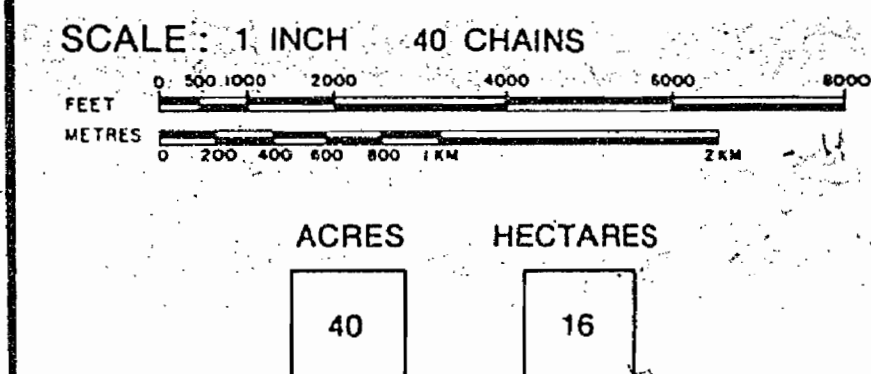 SCALE: 1 INCH 40 CHAINS
0 500 1000 2000 4000 6000 8000
FEET
METRES
0 200 400 600 800 1 KM 2 KM
ACRES HECTARES
40 16